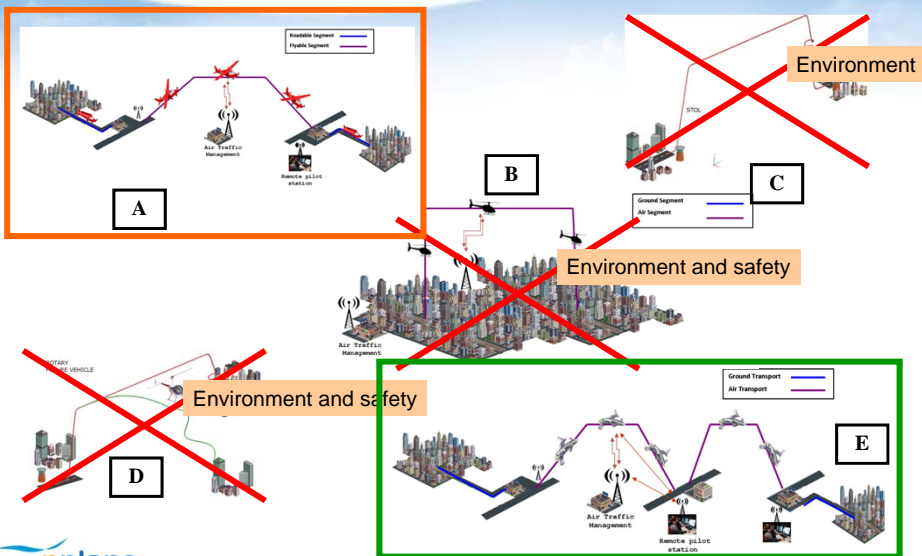 Roadable Segment
Flyable Segment
Air Traffic
Management
Remote pilot
station
A
STOL
Environment
C
Ground Segment
Air Segment
B
Environment and safety
Air Traffic
Management
VEHICLE
Environment and safety
D
Ground Transport
Air Transport
E
Air Traffic
Management
Remote pilot
station